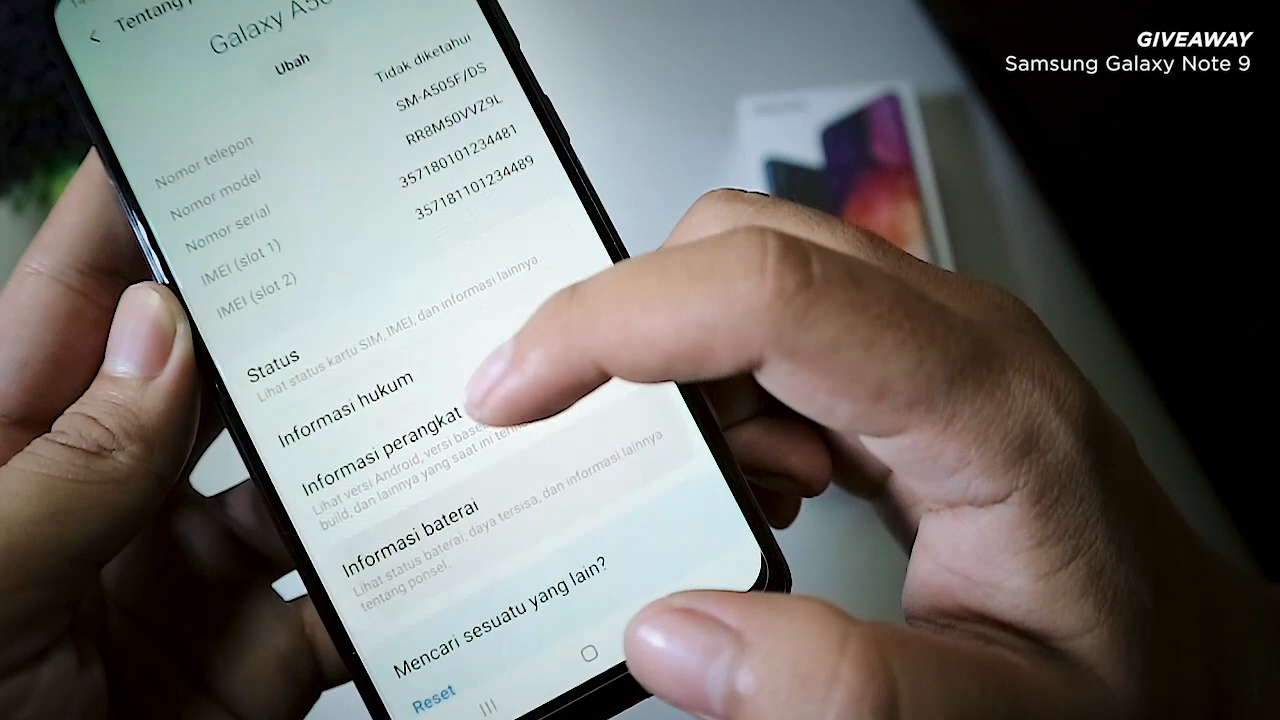 GIVEAWAY
Samsung Galaxy Note 9
Tentang
Galaxy
Ubah
Nomor telepon Tidak diketahui
Nomor model SM-A505F/DS
Nomor serial RR8M50VVZ9L
IMEI (slot 1) 357180101234481
IMEI (slot 2) 357181101234489
Status
Lihat status kartu SIM, IMEI, dan informasi lainnya.
Informasi hukum
Informasi perangkat
Lihat versi Android, versi
build, dan lainnya yang saat ini
Informasi baterai
Lihat status baterai, daya tersisa, dan informasi lainnya
tentang ponsel.
Mencari sesuatu yang lain?
Reset